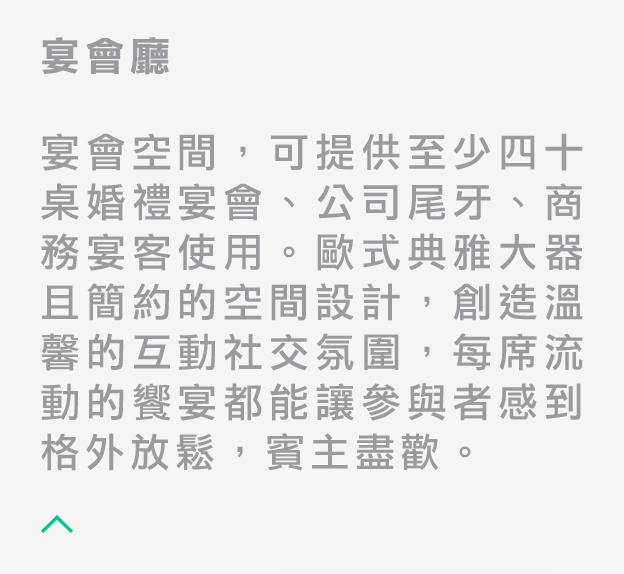 宴會廳
宴會空間，可提供至少四十
桌婚禮宴會、公司尾牙、商
務宴客使用。歐式典雅大器
且簡約的空間設計，創造溫
馨的互動社交氛圍，每席流
動的饗宴都能讓參與者感到
格外放鬆，賓主盡歡。